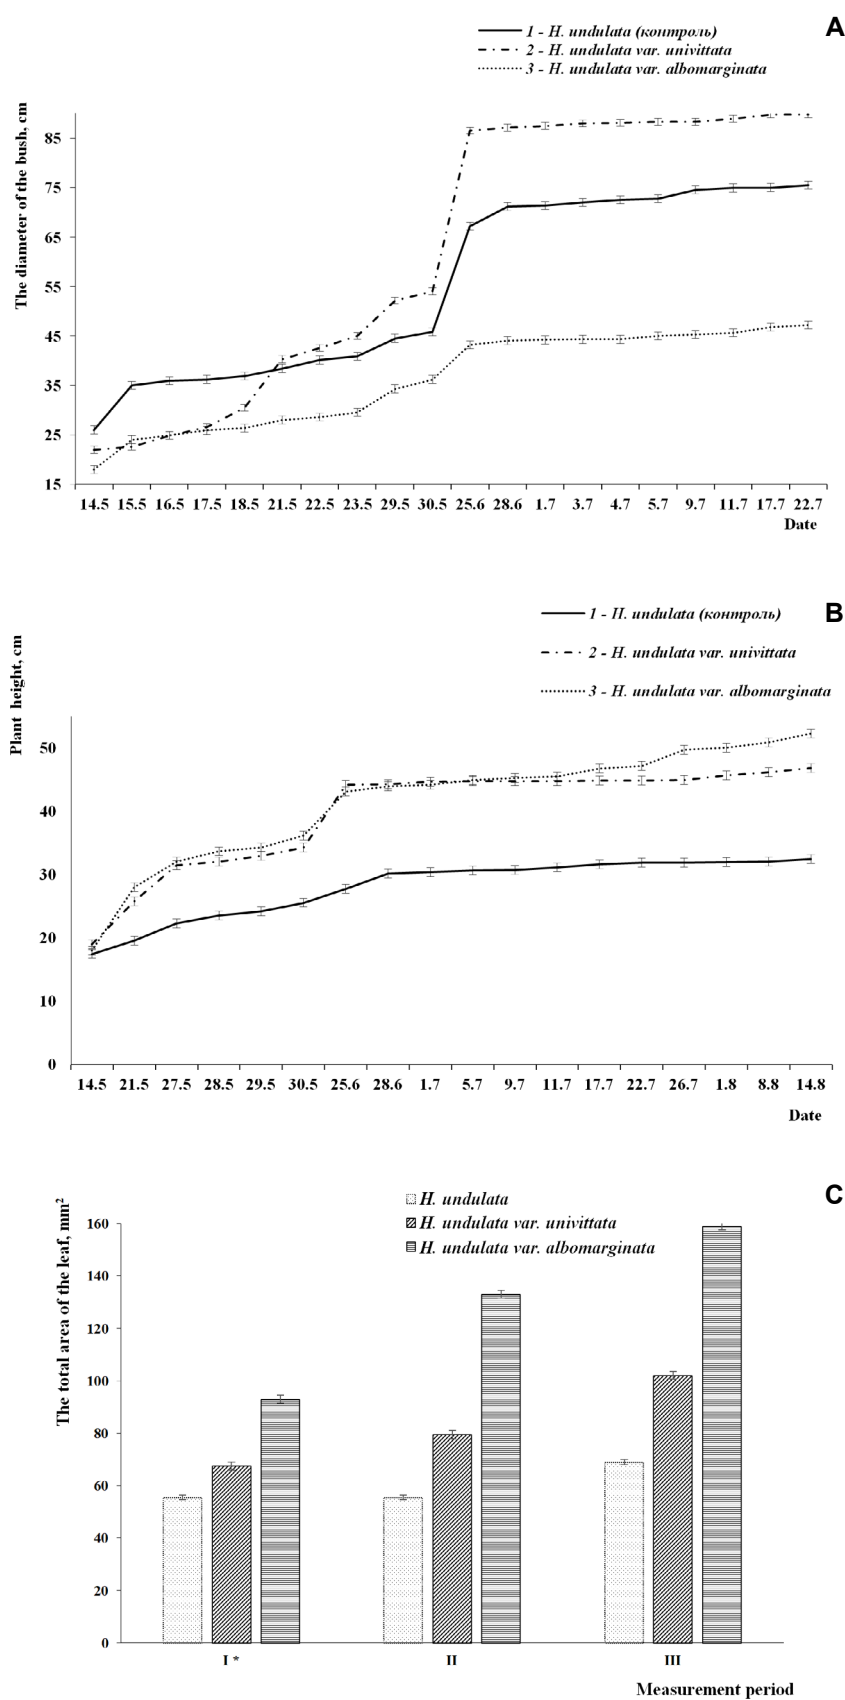 A
1 - H. undulata (контроль)
2 - H. undulata var. univittata
3 - H. undulata var. albomarginata
The diameter of the bush, cm
85
75
65
55
45
35
25
15
14.5 15.5 16.5 17.5 18.5 21.5 22.5 23.5 29.5 30.5 25.6 28.6 1.7 3.7 4.7 5.7 9.7 11.7 17.7 22.7
Date
B
1 - H. undulata (контроль)
2 - H. undulata var. univittata
3 - H. undulata var. albomarginata
Plant height, cm
50
40
30
20
10
0
14.5 21.5 27.5 28.5 29.5 30.5 25.6 28.6 1.7 5.7 9.7 11.7 17.7 22.7 26.7 1.8 8.8 14.8
Date
C
H. undulata
H. undulata var. univittata
H. undulata var. albomarginata
The total area of the leaf, mm²
160
140
120
100
80
60
40
20
0
I * II III
Measurement period